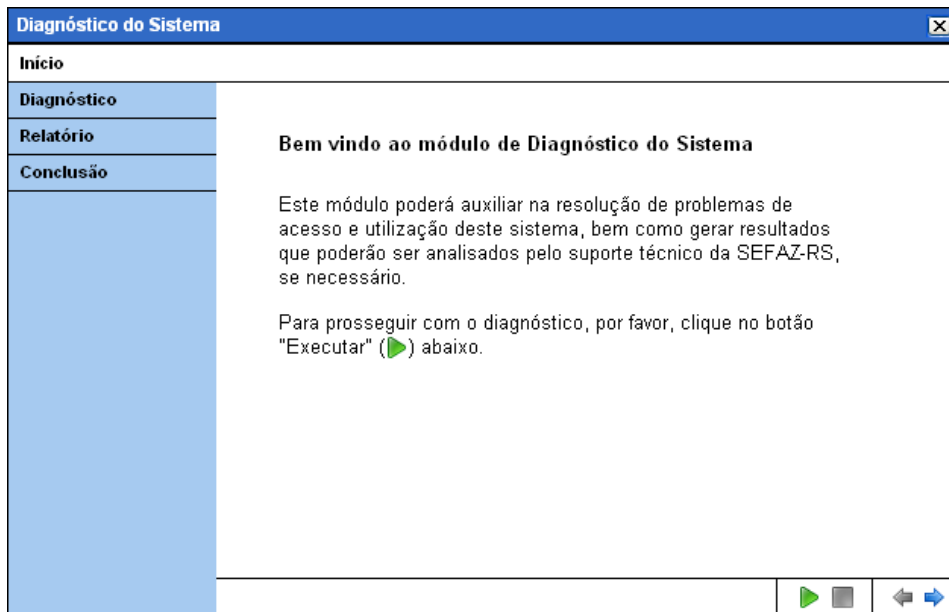 Diagnóstico do Sistema
Início
Diagnóstico
Relatório
Conclusão
Bem vindo ao módulo de Diagnóstico do Sistema
Este módulo poderá auxiliar na resolução de problemas de
acesso e utilização deste sistema, bem como gerar resultados
que poderão ser analisados pelo suporte técnico da SEFAZ-RS,
se necessário.
Para prosseguir com o diagnóstico, por favor, clique no botão
"Executar" ( ) abaixo.